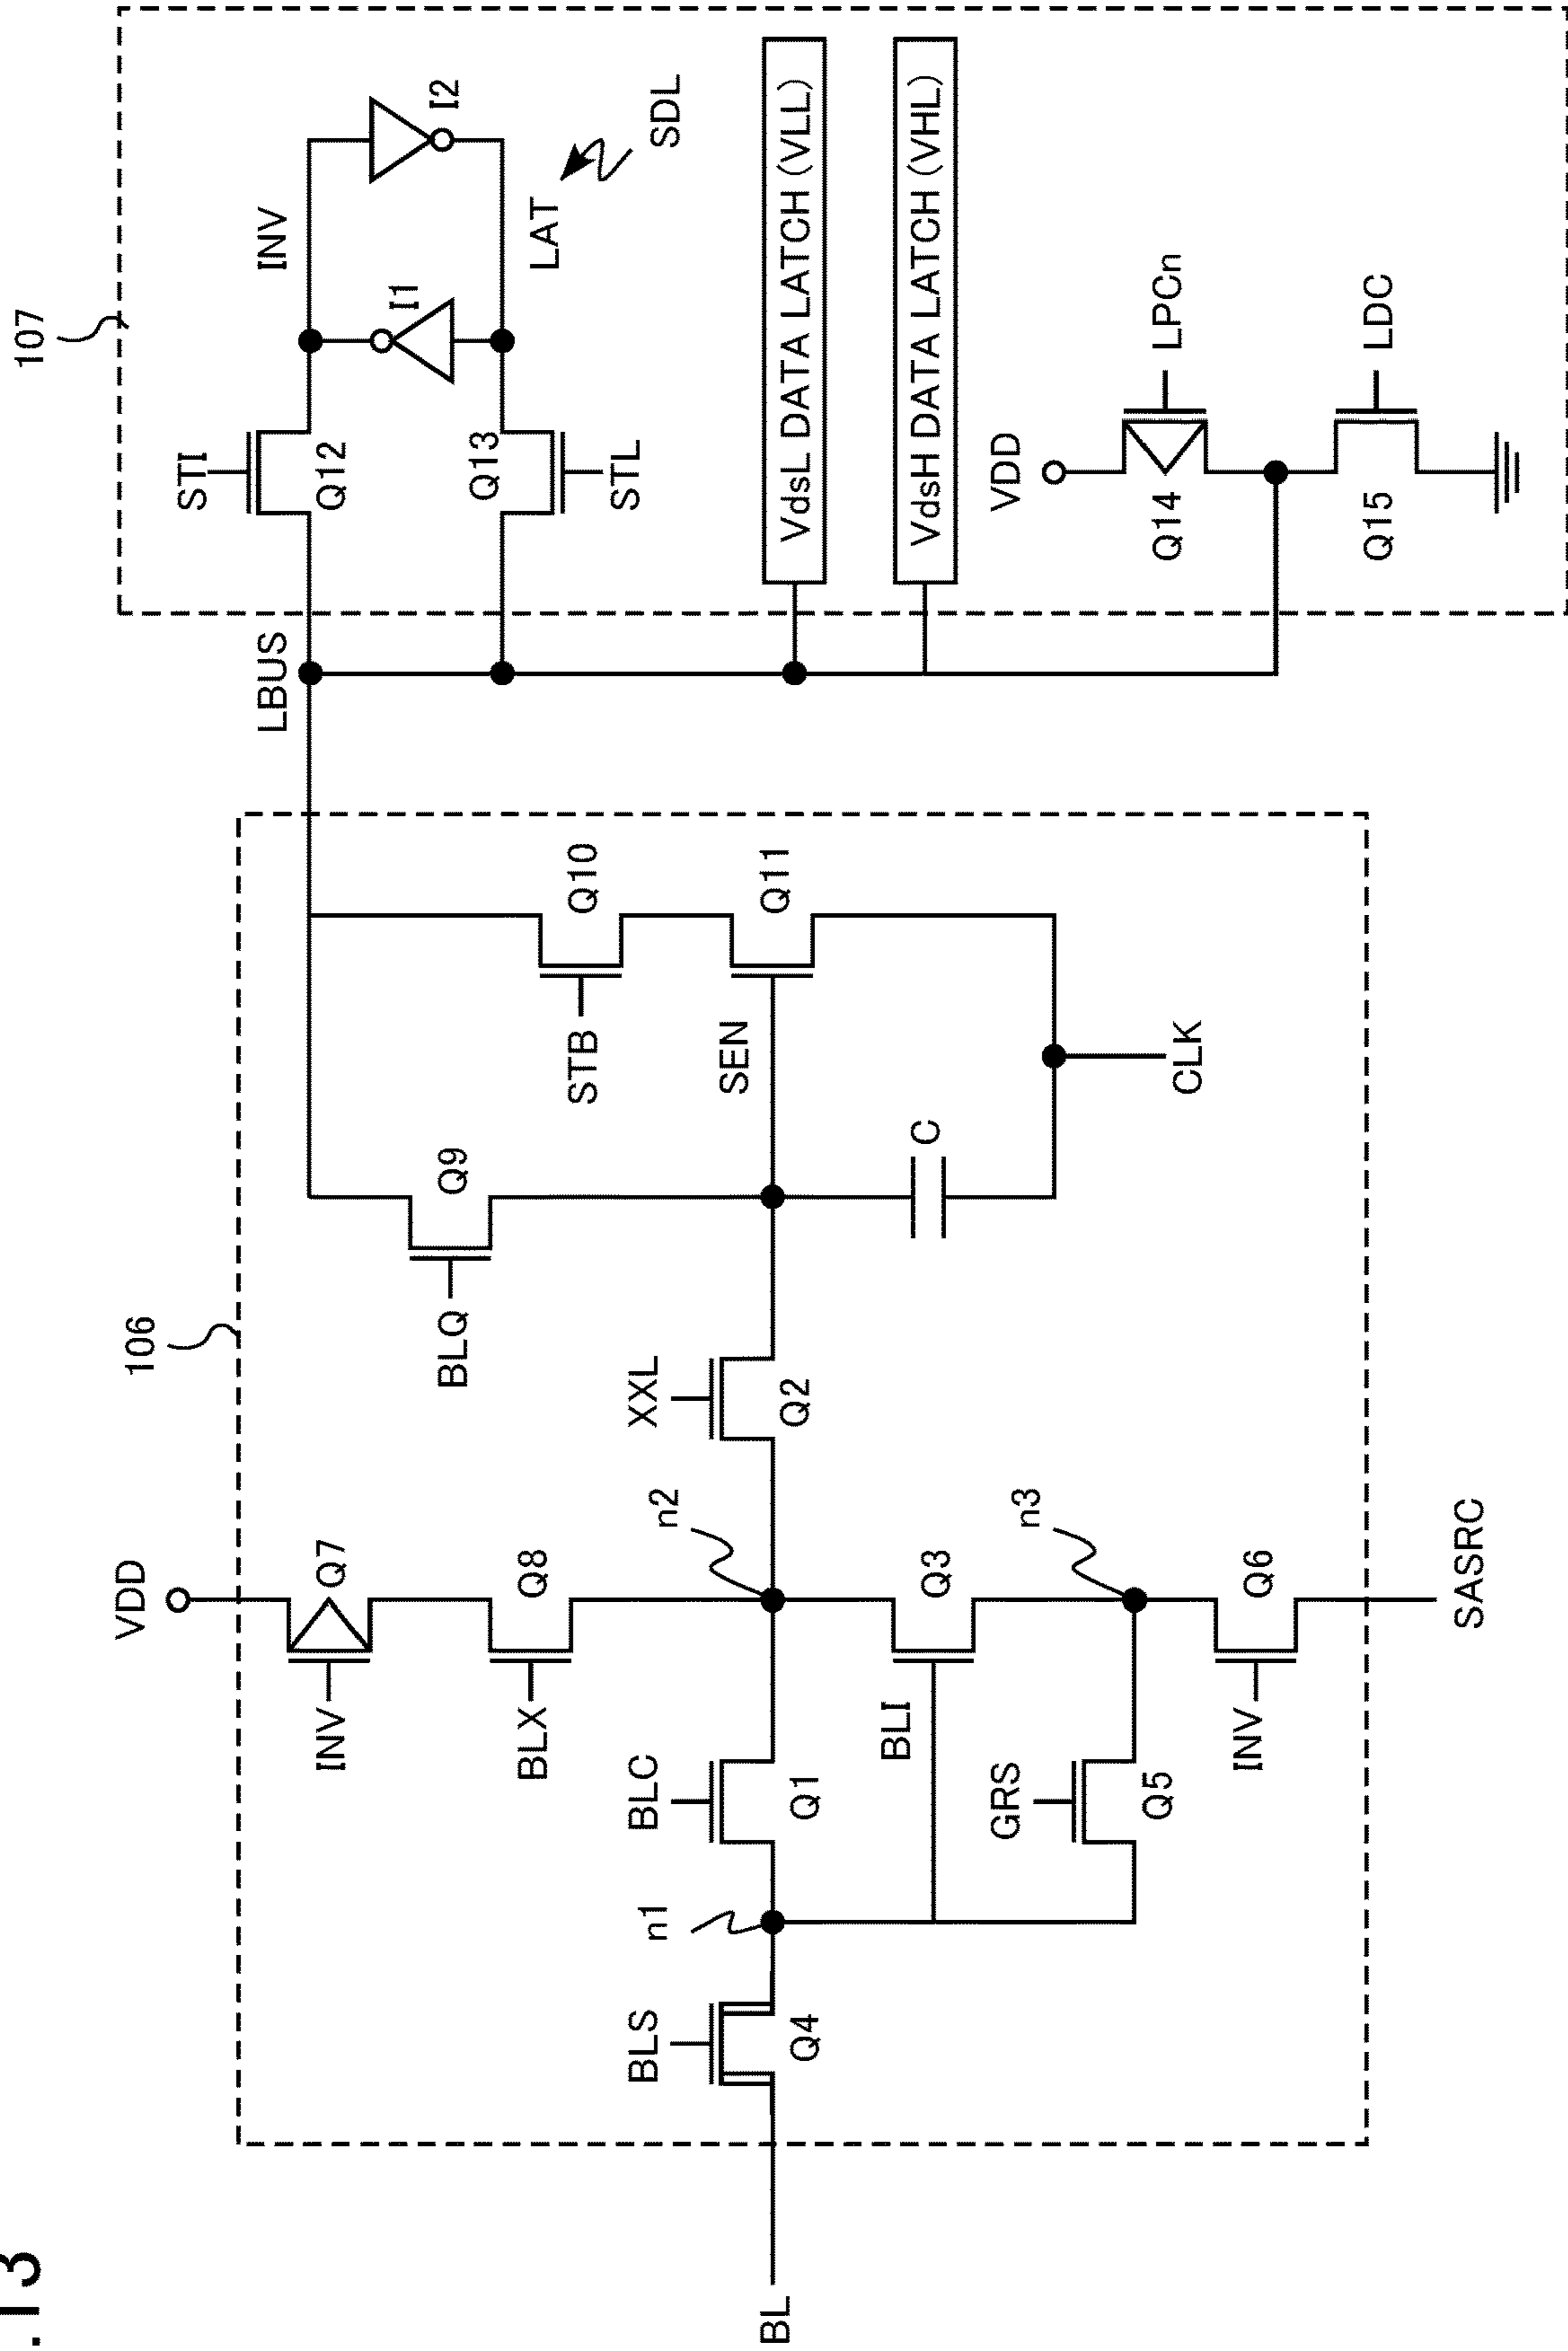 .13
107
STI
Q12
INV
I1
I2
LAT
SDL
Q13
STL
LBUS
VdsL DATA LATCH (VLL)
VdsH DATA LATCH (VHL)
VDD
Q14
LPCn
Q15
LDC
106
VDD
INV
Q7
BLX
Q8
BLQ
Q9
STB
Q10
SEN
Q11
C
CLK
XXL
Q2
n2
BLC
Q1
n1
BLS
Q4
BL
BLI
Q3
n3
GRS
Q5
INV
Q6
SASRC